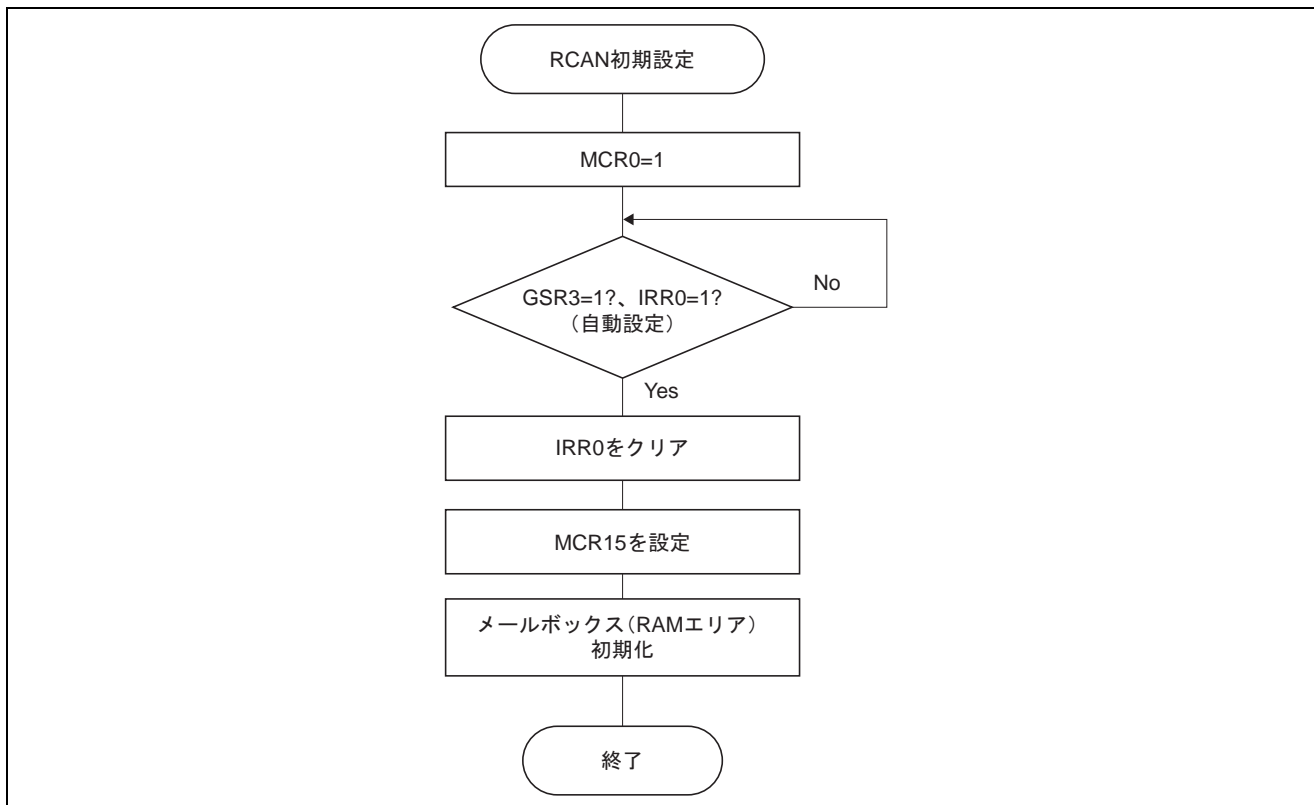 RCAN初期設定
MCR0=1
GSR3=1?、IRR0=1?
（自動設定）
No
Yes
IRR0をクリア
MCR15を設定
メールボックス（RAMエリア）
初期化
終了